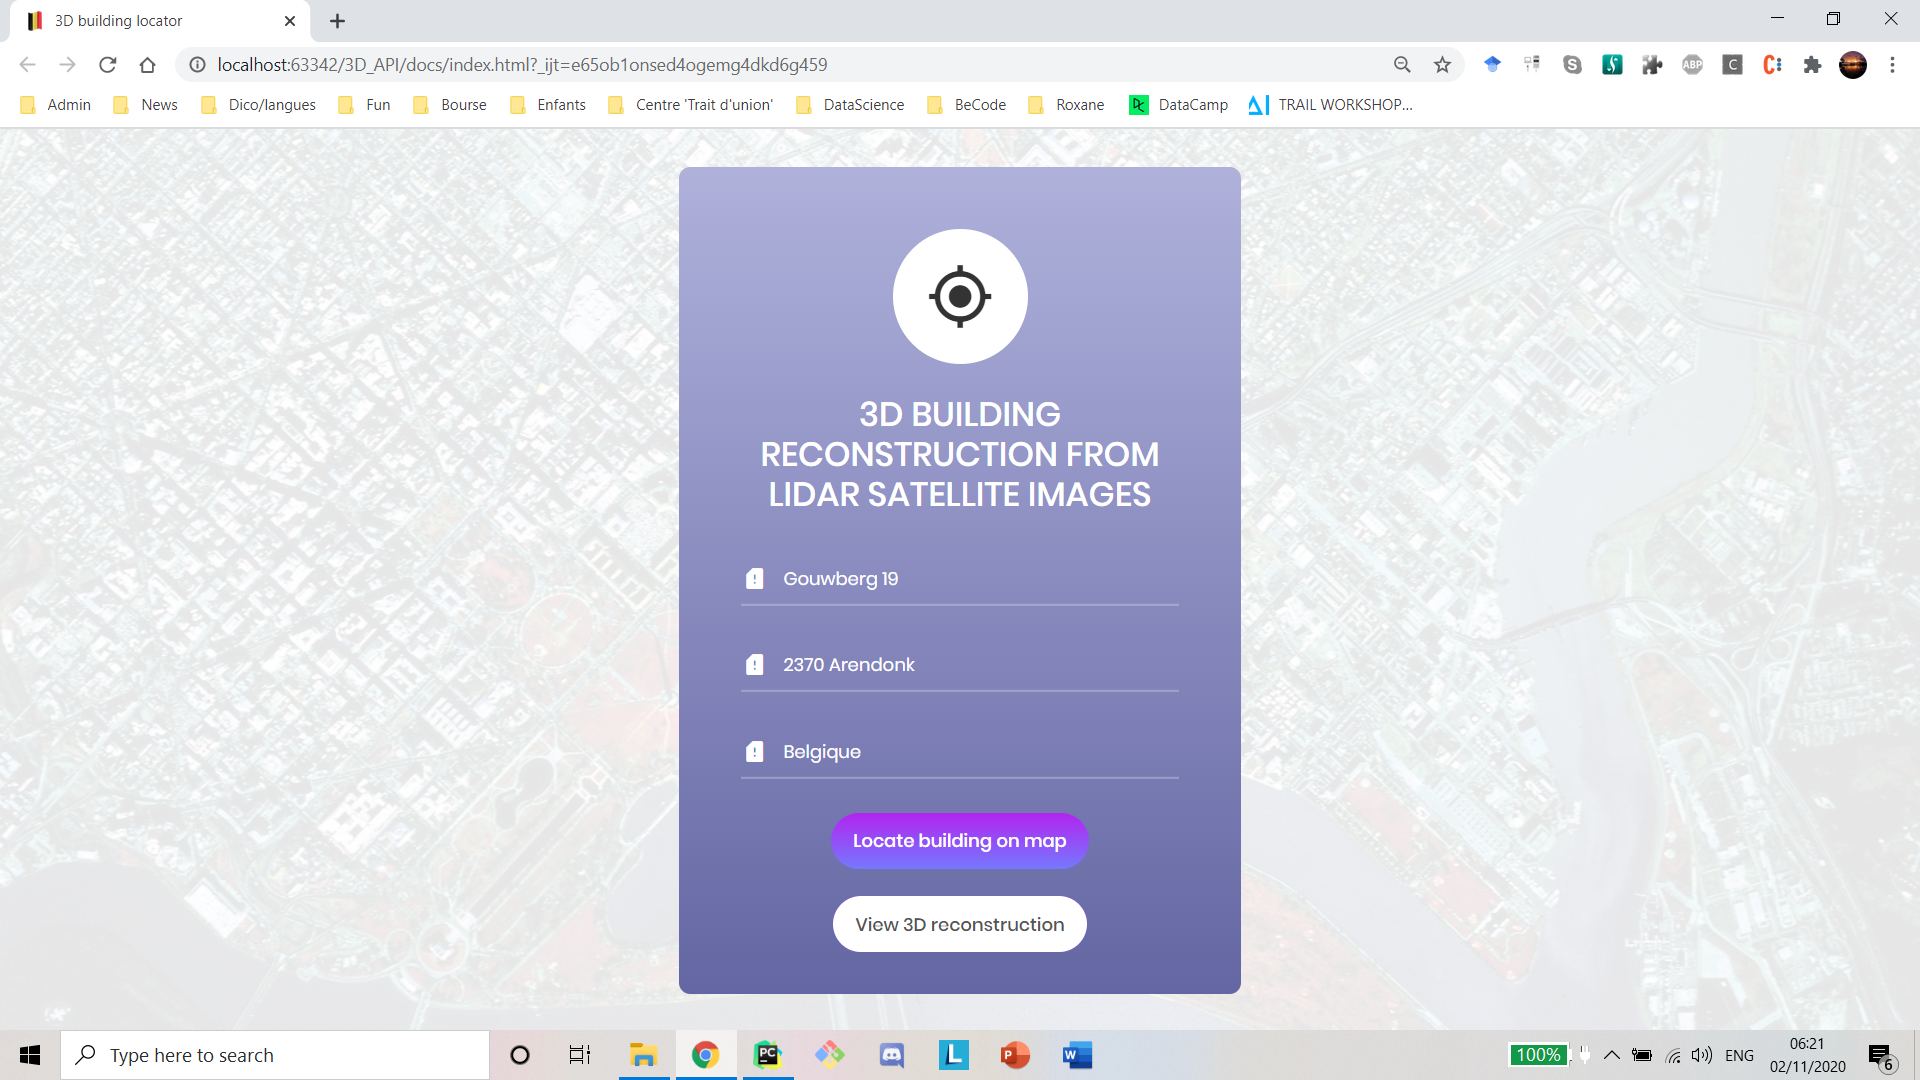 3D building locator
localhost:63342/3D_API/docs/index.html?_ijt=e65ob1onsed4ogemg4dkd6g459
S ABP C C
Admin News Dico/langues Fun Bourse Enfants Centre 'Trait d'union' DataScience BeCode Roxane DataCamp TRAIL WORKSHOP...
3D BUILDING
RECONSTRUCTION FROM
LIDAR SATELLITE IMAGES
Gouwberg 19
2370 Arendonk
Belgique
Locate building on map
View 3D reconstruction
Type here to search
PC L P W
100% ENG
06:21
02/11/2020
6